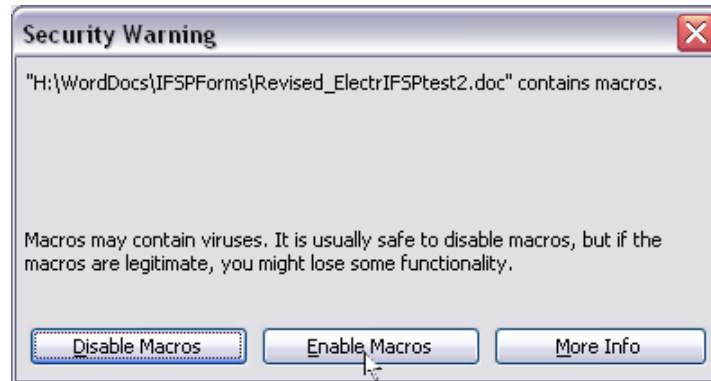 Security Warning
"H:\WordDocs\IFSPForms\Revised_ElectrIFSPtest2.doc" contains macros.
Macros may contain viruses. It is usually safe to disable macros, but if the
macros are legitimate, you might lose some functionality.
Disable Macros
Enable Macros
More Info